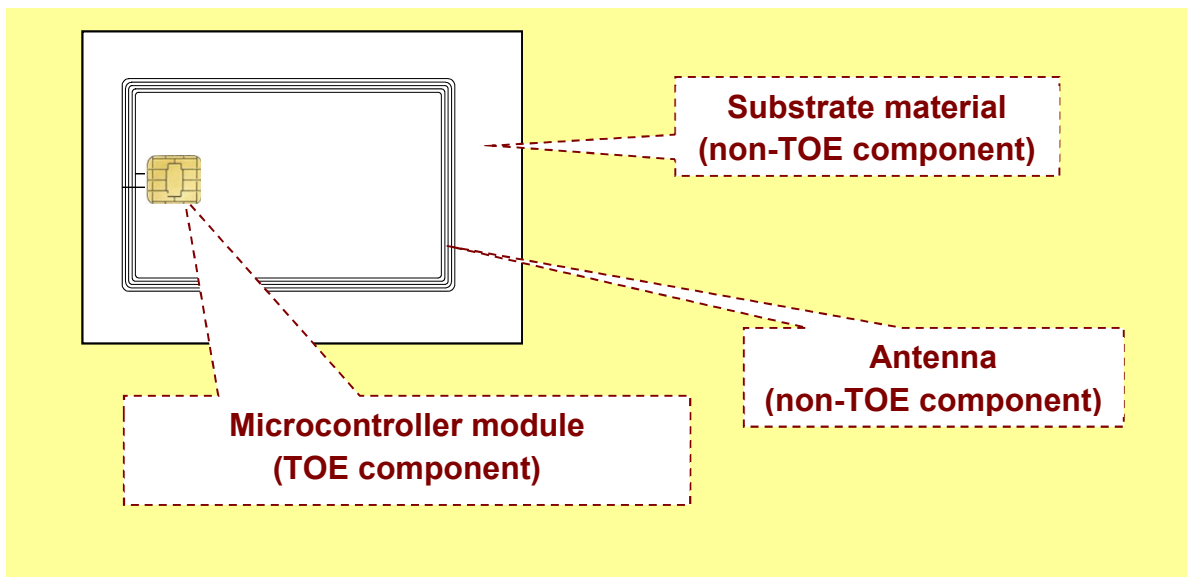 Substrate material
(non-TOE component)
Antenna
(non-TOE component)
Microcontroller module
(TOE component)